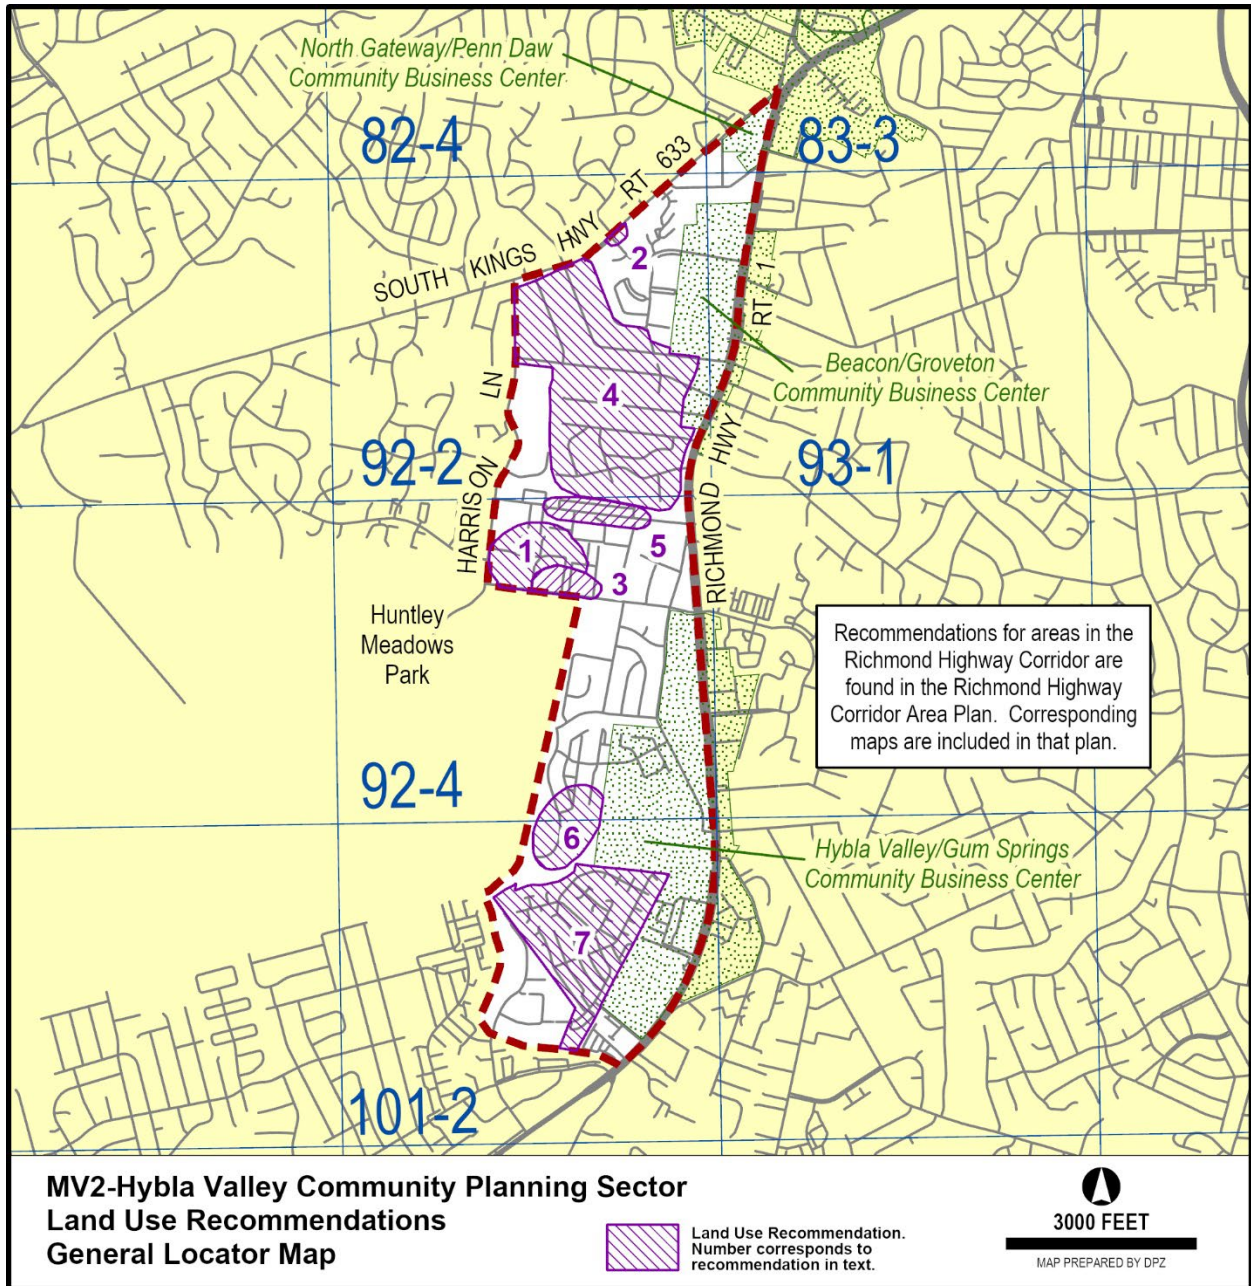 North Gateway/Penn Daw
Community Business Center
82-4
83-3
SOUTH KINGS HWY RT 633
2
RT 1
4
Beacon/Groveton
Community Business Center
HARRISON LN
92-2
93-1
RICHMOND HWY
1
5
3
Huntley
Meadows
Park
Recommendations for areas in the
Richmond Highway Corridor are
found in the Richmond Highway
Corridor Area Plan. Corresponding
maps are included in that plan.
92-4
6
Hybla Valley/Gum Springs
Community Business Center
7
101-2
MV2-Hybla Valley Community Planning Sector
Land Use Recommendations
General Locator Map
Land Use Recommendation.
Number corresponds to
recommendation in text.
3000 FEET
MAP PREPARED BY DPZ